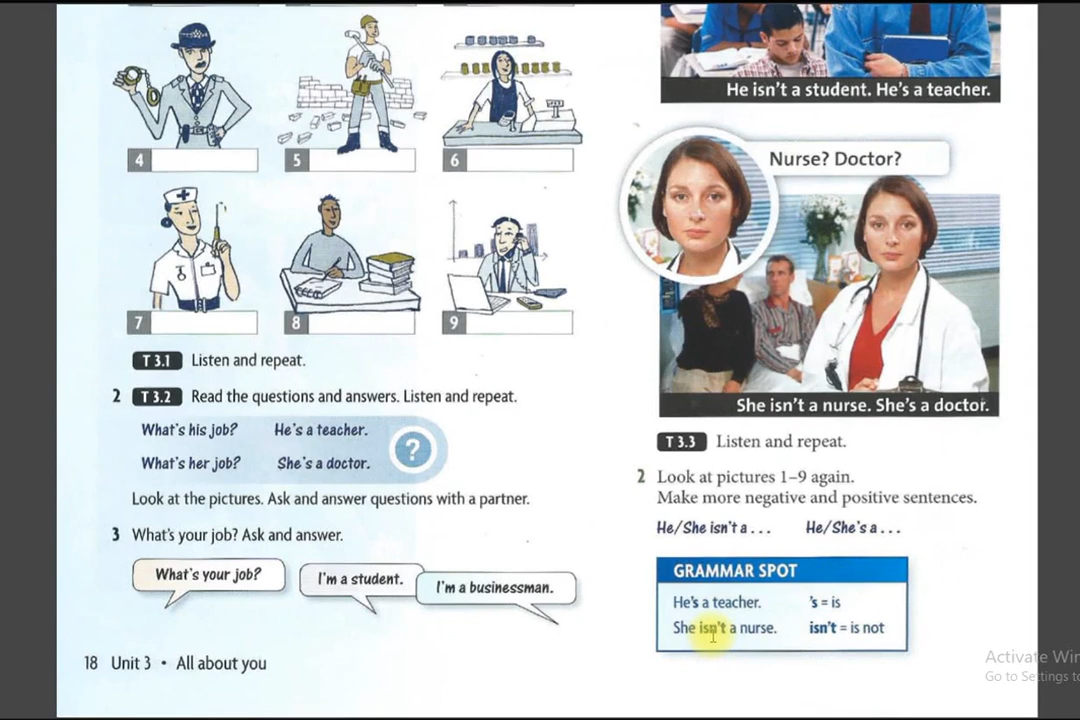 4
5
6
7
8
9
T 3.1 Listen and repeat.
2 T 3.2 Read the questions and answers. Listen and repeat.
What's his job? He's a teacher.
What's her job? She's a doctor.
?
Look at the pictures. Ask and answer questions with a partner.
3 What's your job? Ask and answer.
What's your job?
I'm a student.
I'm a businessman.
18 Unit 3 • All about you
He isn't a student. He's a teacher.
Nurse? Doctor?
She isn't a nurse. She's a doctor.
T 3.3 Listen and repeat.
2 Look at pictures 1–9 again.
Make more negative and positive sentences.
He/She isn't a . . . He/She's a . . .
GRAMMAR SPOT
He's a teacher. 's = is
She isn't a nurse. isn't = is not
Activate Win
Go to Settings to